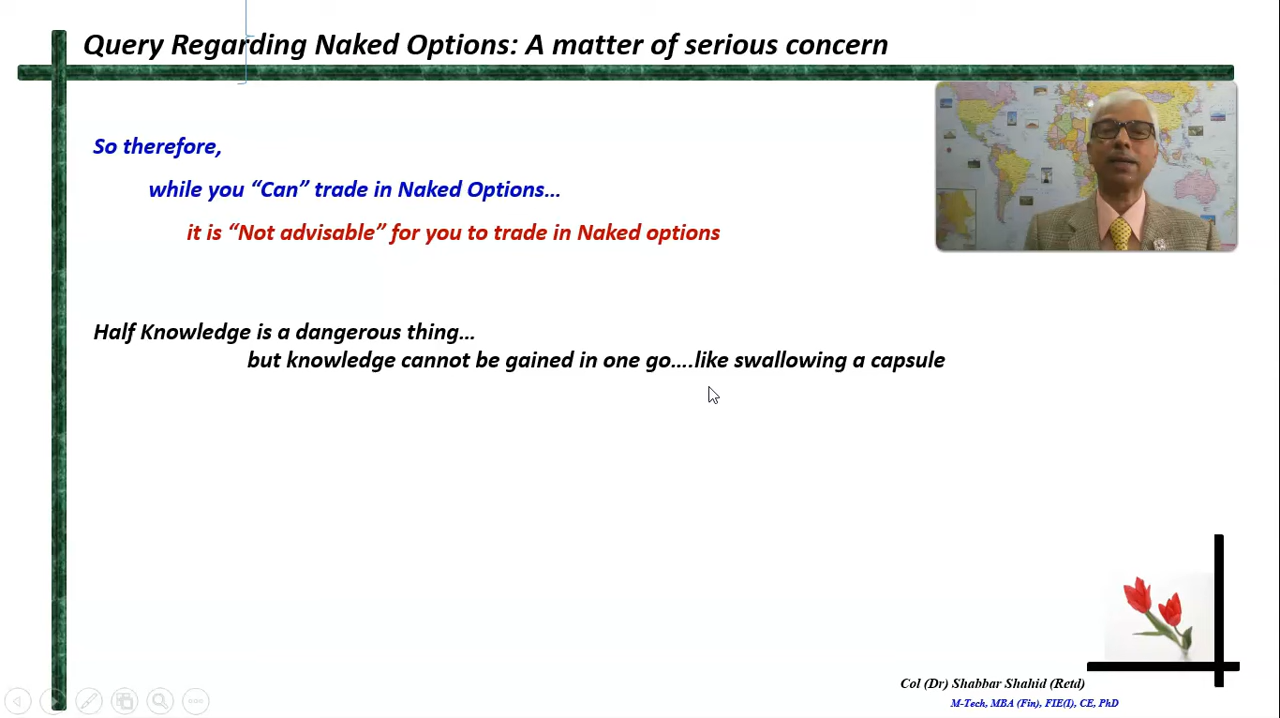 Query Regarding Naked Options: A matter of serious concern
So therefore,
while you “Can” trade in Naked Options...
it is “Not advisable” for you to trade in Naked options
Half Knowledge is a dangerous thing...
but knowledge cannot be gained in one go....like swallowing a capsule
Col (Dr) Shabbar Shahid (Retd)
M-Tech, MBA (Fin), FIE(I), CE, PhD